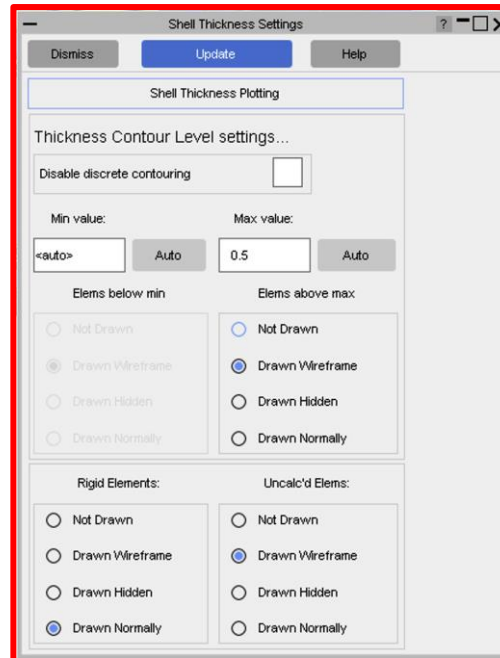 Shell Thickness Settings ?
Dismiss Update Help
Shell Thickness Plotting
Thickness Contour Level settings...
Disable discrete contouring
Min value: Max value:
<auto> Auto 0.5 Auto
Elems below min Elems above max
Not Drawn Not Drawn
Drawn Wireframe Drawn Wireframe
Drawn Hidden Drawn Hidden
Drawn Normally Drawn Normally
Rigid Elements: Uncalc'd Elems:
Not Drawn Not Drawn
Drawn Wireframe Drawn Wireframe
Drawn Hidden Drawn Hidden
Drawn Normally Drawn Normally